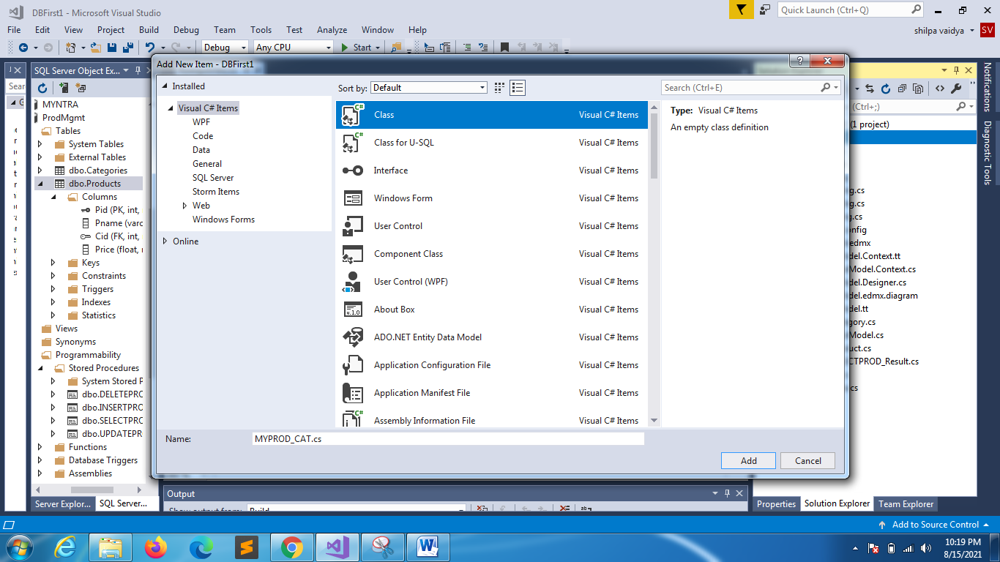 DBFirst1 - Microsoft Visual Studio
Quick Launch (Ctrl+Q)
File Edit View Project Build Debug Team Tools Test Analyze Window Help
shilpa vaidya SV
Debug Any CPU Start
SQL Server Object Ex...
Sear
MYNTRA
ProdMgmt
Tables
System Tables
External Tables
dbo.Categories
dbo.Products
Columns
Pid (PK, int,
Pname (varc
Cid (FK, int,
Price (float, 
Keys
Constraints
Triggers
Indexes
Statistics
Views
Synonyms
Programmability
Stored Procedures
System Stored P
dbo.DELETEPRO
dbo.INSERTPRO
dbo.SELECTPRO
dbo.UPDATEPR
Functions
Database Triggers
Assemblies
Server Explor... SQL Server...
Add New Item - DBFirst1
Installed
Visual C# Items
WPF
Code
Data
General
SQL Server
Storm Items
Web
Windows Forms
Online
Sort by: Default
Search (Ctrl+E)
Class Visual C# Items
Class for U-SQL Visual C# Items
Interface Visual C# Items
Windows Form Visual C# Items
User Control Visual C# Items
Component Class Visual C# Items
User Control (WPF) Visual C# Items
About Box Visual C# Items
ADO.NET Entity Data Model Visual C# Items
Application Configuration File Visual C# Items
Application Manifest File Visual C# Items
Assembly Information File Visual C# Items
Type: Visual C# Items
An empty class definition
Name: MYPROD_CAT.cs
Add Cancel
Output
Show output from: Build
(Ctrl+;)
(1 project)
g.cs
g.cs
g.cs
nfig
edmx
del.Context.tt
Model.Context.cs
del.Designer.cs
del.edmx.diagram
del.tt
gory.cs
Model.cs
uct.cs
CTPROD_Result.cs
cs
Notifications
Diagnostic Tools
Properties Solution Explorer Team Explorer
Add to Source Control
10:19 PM
8/15/2021